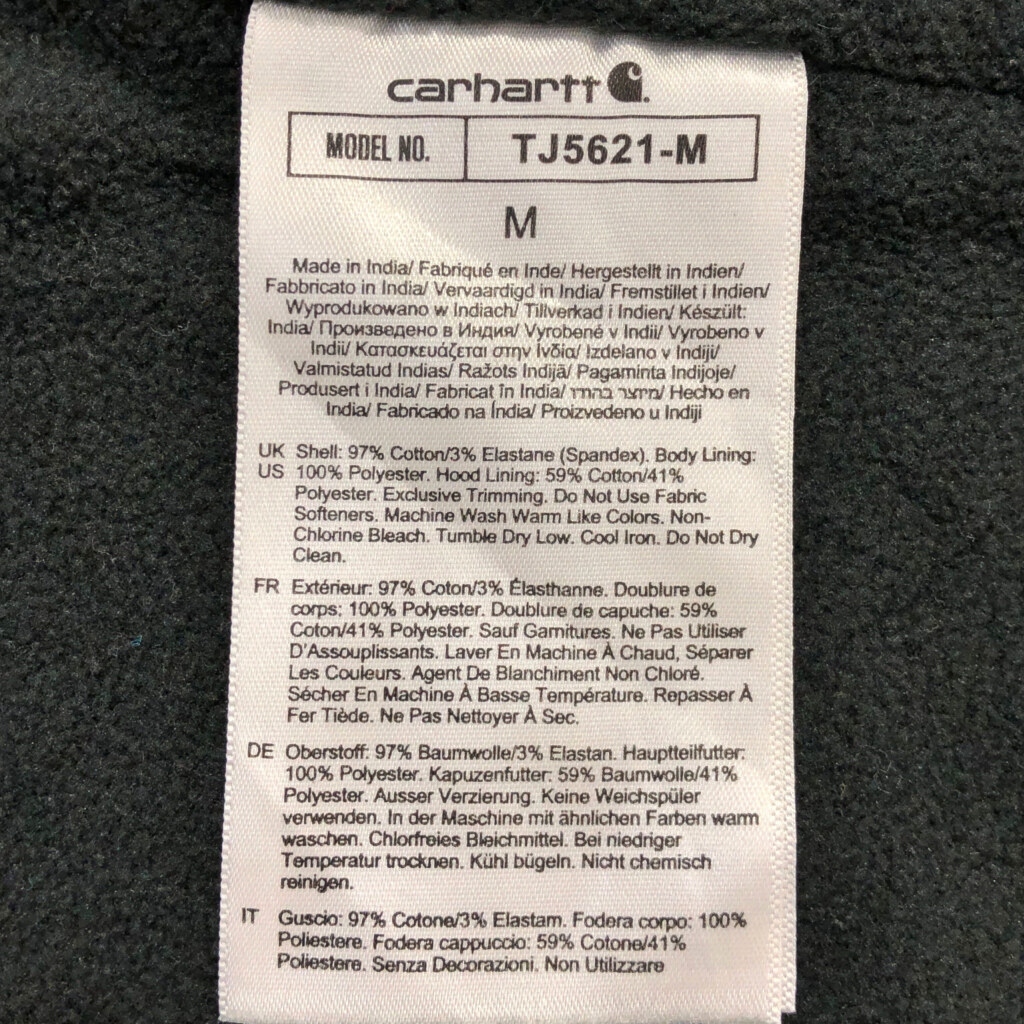 carhartt
MODEL NO. TJ5621-M
M
Made in India/ Fabriqué en Inde/ Hergestellt in Indien/
Fabbricato in India/ Vervaardigd in India/ Fremstillet i Indien/
Wyprodukowano w Indiach/ Tillverkad i Indien/ Készült:
India/ Произведено в Индия/ Vyrobené v Indii/ Vyrobeno v
Indii/ Κατασκευάζεται στην Ινδία/ Izdelano v Indiji/
Valmistatud Indias/ Ražots Indijā/ Pagaminta Indijoje/
Produsert i India/ Fabricat în India/ מיוצר בהודו/ Hecho en
India/ Fabricado na Índia/ Proizvedeno u Indiji
UK Shell: 97% Cotton/3% Elastane (Spandex). Body Lining:
US 100% Polyester. Hood Lining: 59% Cotton/41%
Polyester. Exclusive Trimming. Do Not Use Fabric
Softeners. Machine Wash Warm Like Colors. Non-
Chlorine Bleach. Tumble Dry Low. Cool Iron. Do Not Dry
Clean.
FR Extérieur: 97% Coton/3% Élasthanne. Doublure de
corps: 100% Polyester. Doublure de capuche: 59%
Coton/41% Polyester. Sauf Garnitures. Ne Pas Utiliser
D'Assouplissants. Laver En Machine À Chaud, Séparer
Les Couleurs. Agent De Blanchiment Non Chloré.
Sécher En Machine À Basse Température. Repasser À
Fer Tiède. Ne Pas Nettoyer À Sec.
DE Oberstoff: 97% Baumwolle/3% Elastan. Hauptteilfutter:
100% Polyester. Kapuzenfutter: 59% Baumwolle/41%
Polyester. Ausser Verzierung. Keine Weichspüler
verwenden. In der Maschine mit ähnlichen Farben warm
waschen. Chlorfreies Bleichmittel. Bei niedriger
Temperatur trocknen. Kühl bügeln. Nicht chemisch
reinigen.
IT Guscio: 97% Cotone/3% Elastam. Fodera corpo: 100%
Poliestere. Fodera cappuccio: 59% Cotone/41%
Poliestere. Senza Decorazioni. Non Utilizzare